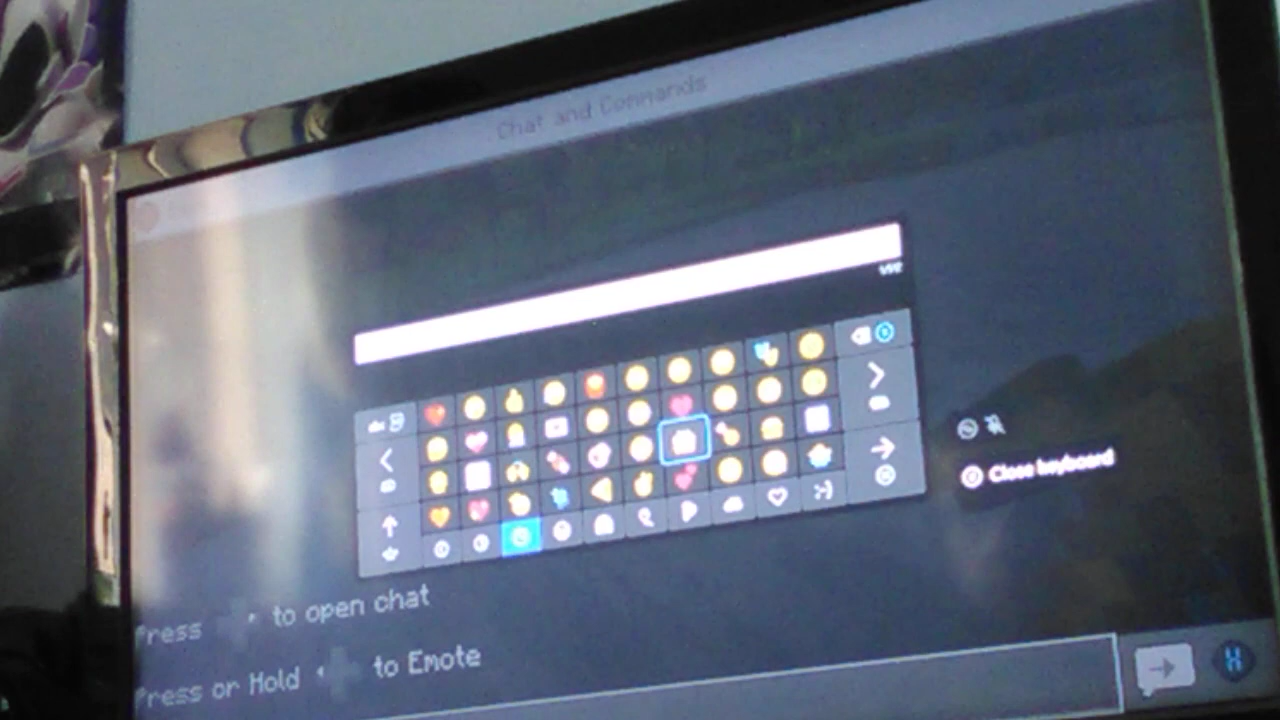 Chat and Commands
Close keyboard
Press to open chat
Press or Hold to Emote